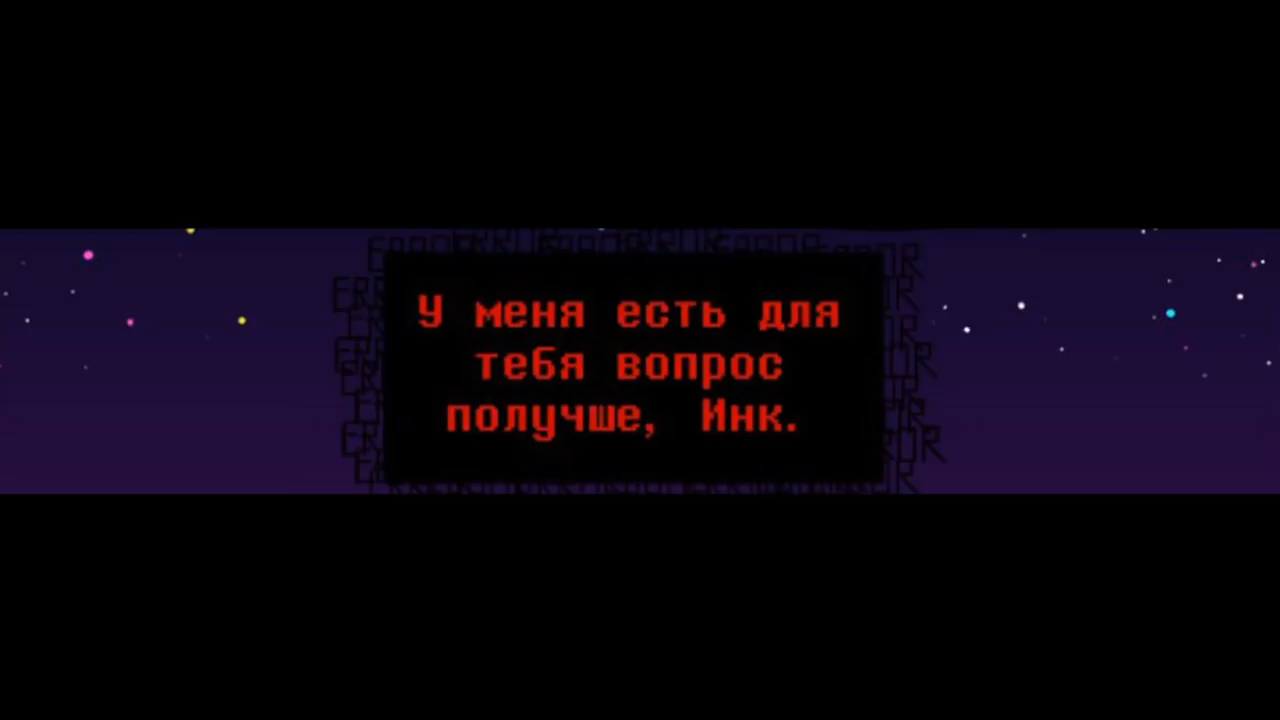 У меня есть для
тебя вопрос
получше, Инк.